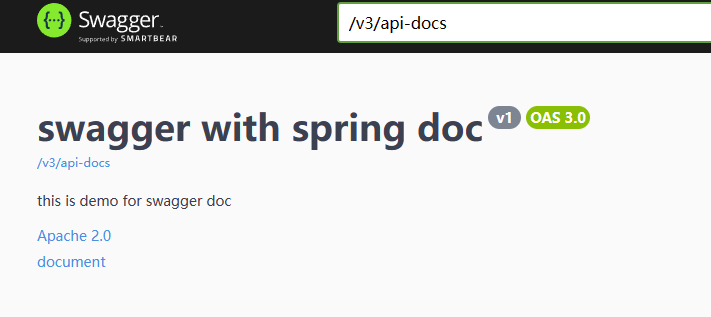 {··} Swagger.
Supported by SMARTBEAR
/v3/api-docs
swagger with spring doc v1 OAS 3.0
/v3/api-docs
this is demo for swagger doc
Apache 2.0
document